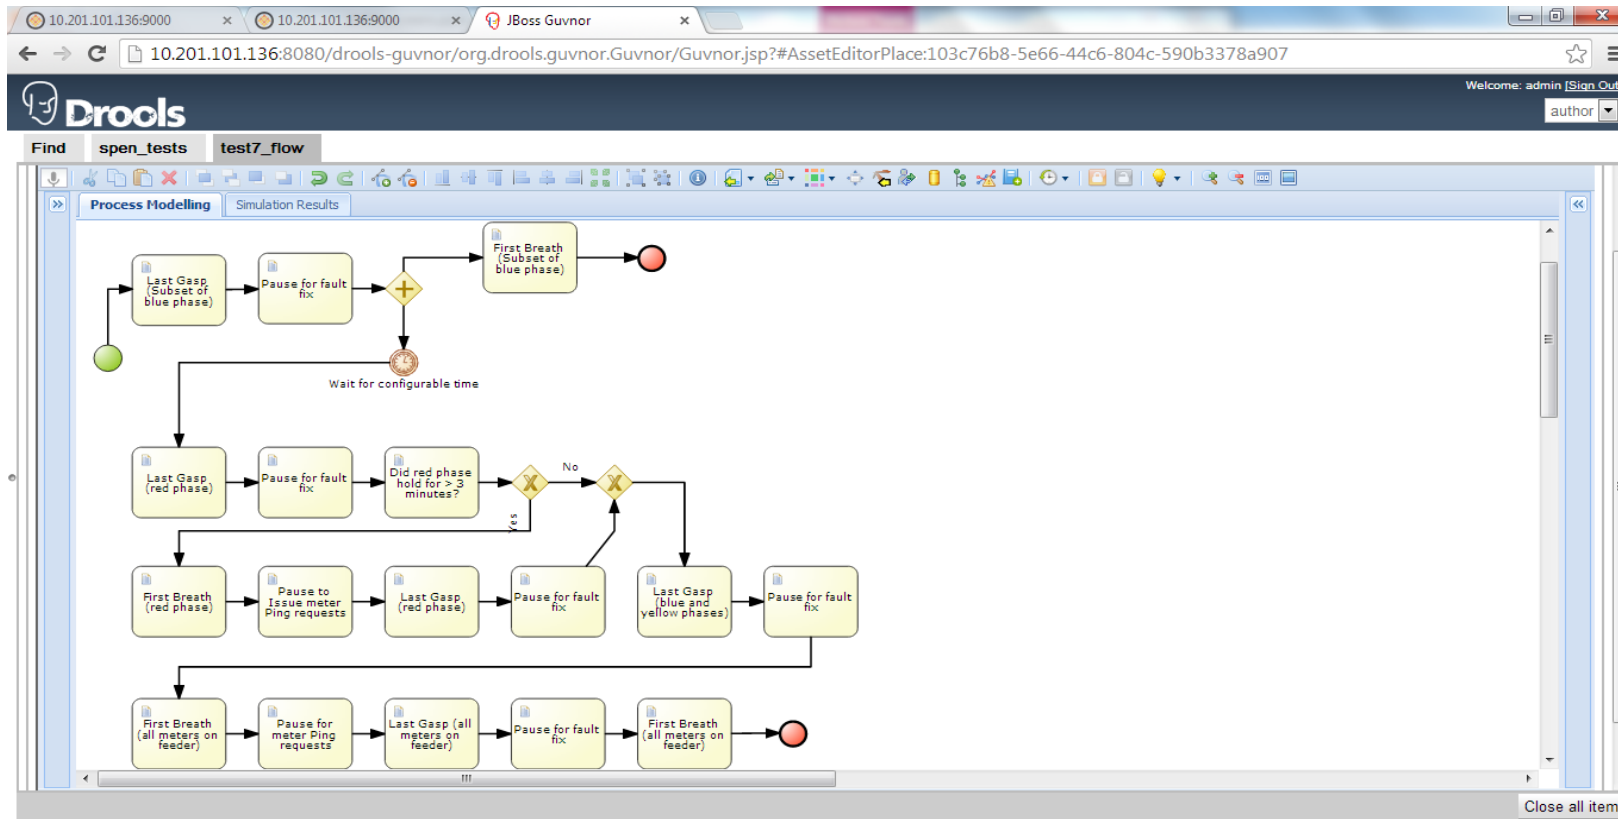 10.201.101.136:9000
10.201.101.136:9000
JBoss Guvnor
10.201.101.136:8080/drools-guvnor/org.drools.guvnor.Guvnor/Guvnor.jsp?#AssetEditorPlace:103c76b8-5e66-44c6-804c-590b3378a907
Welcome: admin [Sign Out
Drools
author
Find
spen_tests
test7_flow
Process Modelling
Simulation Results
First Breath
(Subset of
blue phase)
Last Gasp
(Subset of
blue phase)
Pause for fault
fix
Wait for configurable time
Last Gasp
(red phase)
Pause for fault
fix
Did red phase
hold for > 3
minutes?
No
Yes
First Breath
(red phase)
Pause to
Issue meter
Ping requests
Last Gasp
(red phase)
Pause for fault
fix
Last Gasp
(blue and
yellow phases)
Pause for fault
fix
First Breath
(all meters on
feeder)
Pause for
meter Ping
requests
Last Gasp (all
meters on
feeder)
Pause for fault
fix
First Breath
(all meters on
feeder)
Close all item